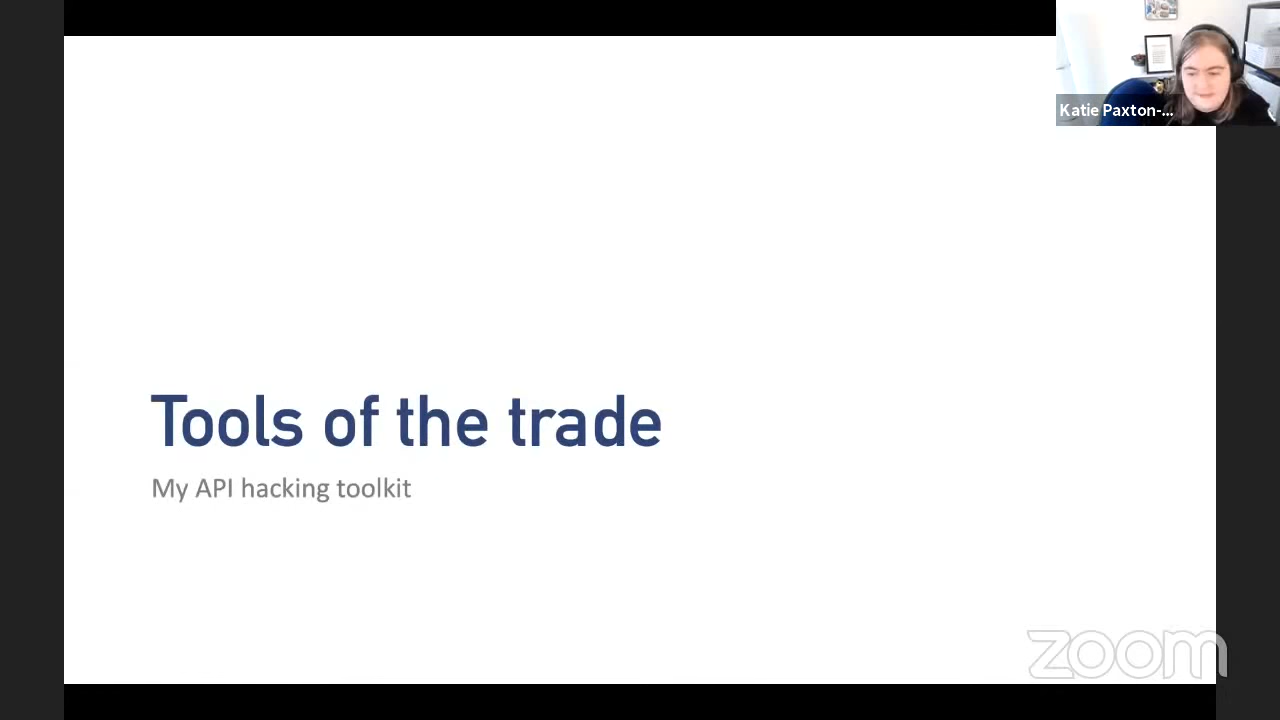 Katie Paxton-...
Tools of the trade
My API hacking toolkit
zoom